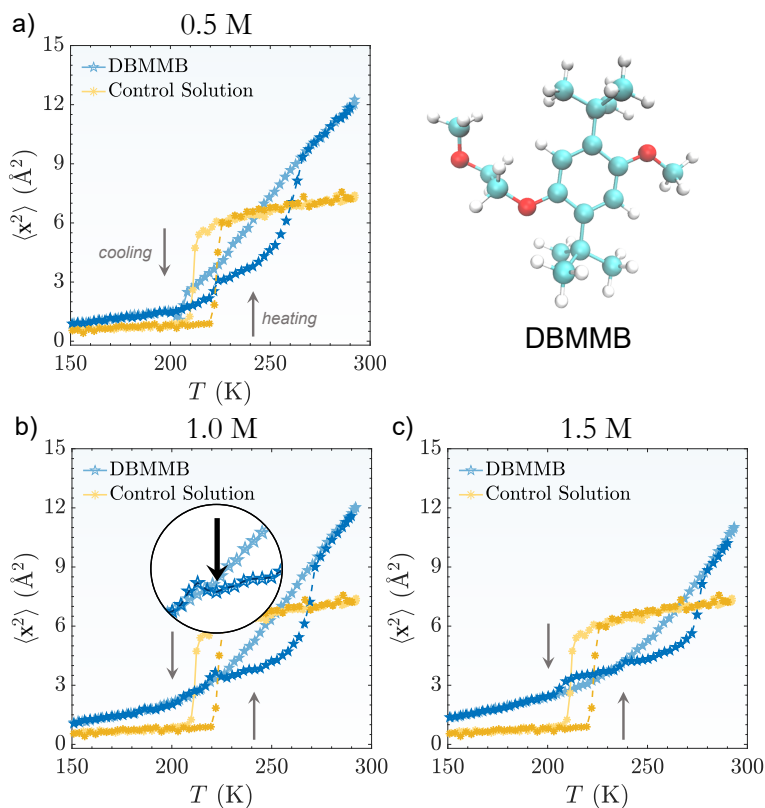 a)
0.5 M
DBMMB
Control Solution
15
12
9
6
3
0
⟨x²⟩ (Å²)
cooling
heating
150
200
250
300
T (K)
DBMMB
b)
1.0 M
DBMMB
Control Solution
15
12
9
6
3
0
⟨x²⟩ (Å²)
150
200
250
300
T (K)
c)
1.5 M
DBMMB
Control Solution
15
12
9
6
3
0
⟨x²⟩ (Å²)
150
200
250
300
T (K)